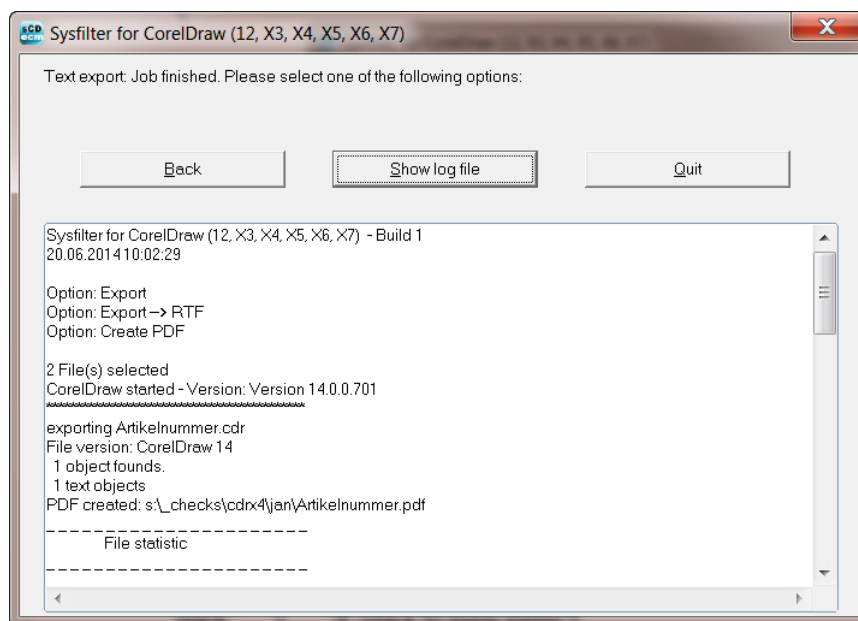 sCD
ocm
Sysfilter for CorelDraw (12, X3, X4, X5, X6, X7)
X
Text export: Job finished. Please select one of the following options:
Back
Show log file
Quit
Sysfilter for CorelDraw (12, X3, X4, X5, X6, X7) - Build 1
20.06.2014 10:02:29
Option: Export
Option: Export --> RTF
Option: Create PDF
2 File(s) selected
CorelDraw started - Version: Version 14.0.0.701
********************************************
exporting Artikelnummer.cdr
File version: CorelDraw 14
1 object founds.
1 text objects
PDF created: s:\_checks\cdrx4\jan\Artikelnummer.pdf
_ _ _ _ _ _ _ _ _ _ _ _ _ _ _ _ _ _ _ _ _ _
File statistic
_ _ _ _ _ _ _ _ _ _ _ _ _ _ _ _ _ _ _ _ _ _